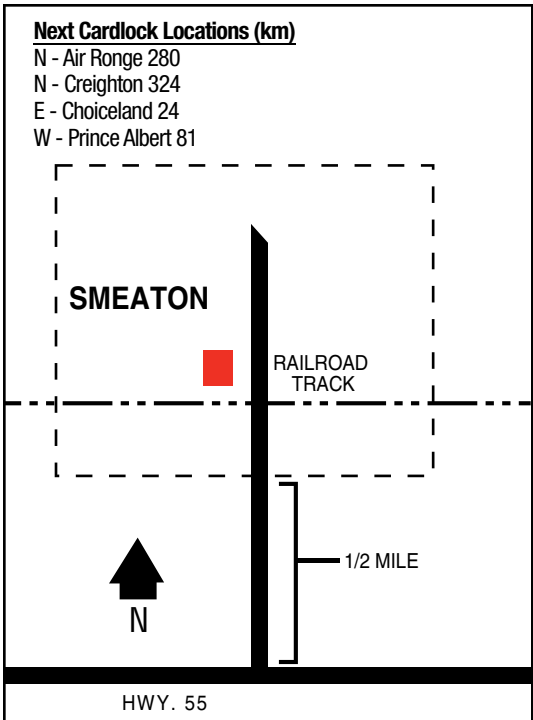 Next Cardlock Locations (km)
N - Air Ronge 280
N - Creighton 324
E - Choiceland 24
W - Prince Albert 81
SMEATON
RAILROAD
TRACK
1/2 MILE
N
HWY. 55